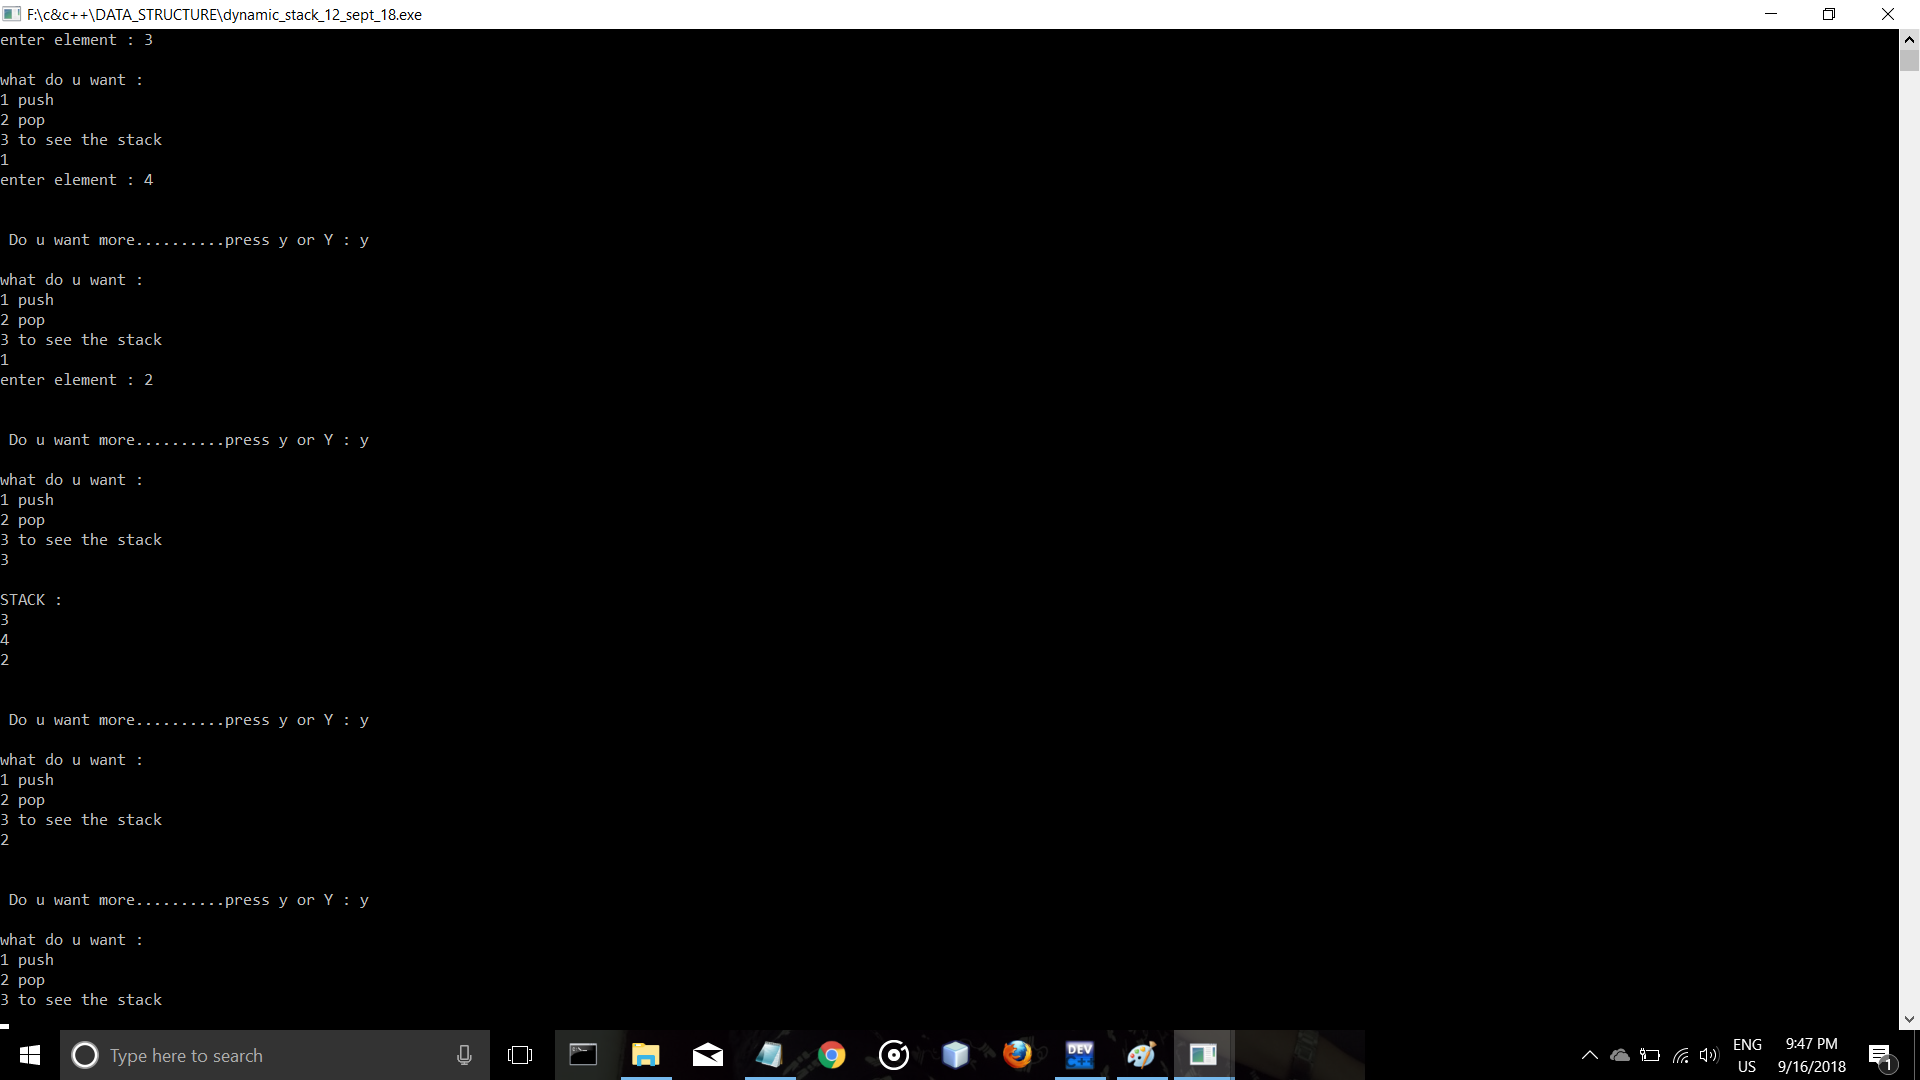 F:\c&c++\DATA_STRUCTURE\dynamic_stack_12_sept_18.exe
enter element : 3
what do u want :
1 push
2 pop
3 to see the stack
1
enter element : 4
Do u want more..........press y or Y : y
what do u want :
1 push
2 pop
3 to see the stack
1
enter element : 2
Do u want more..........press y or Y : y
what do u want :
1 push
2 pop
3 to see the stack
3
STACK :
3
4
2
Do u want more..........press y or Y : y
what do u want :
1 push
2 pop
3 to see the stack
2
Do u want more..........press y or Y : y
what do u want :
1 push
2 pop
3 to see the stack
Type here to search
DEV
C++
ENG
US
9:47 PM
9/16/2018
1